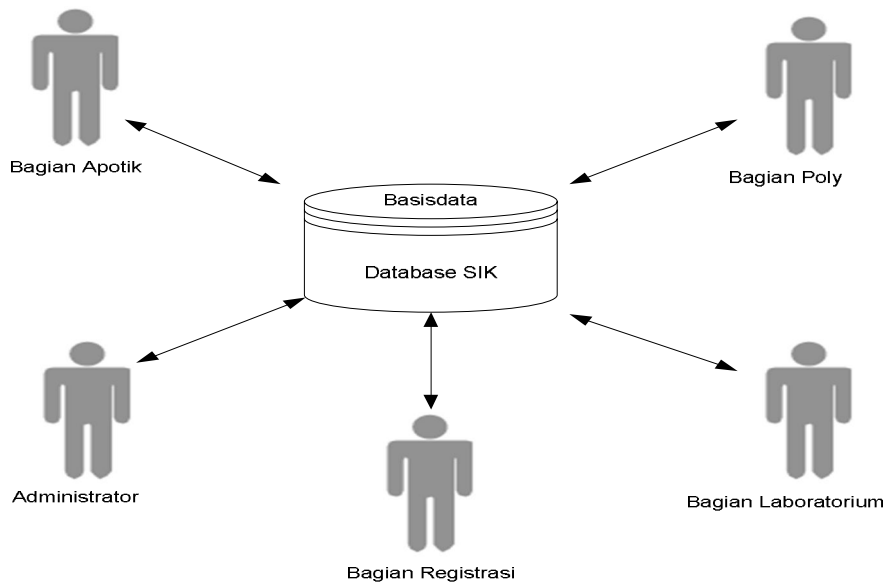 Bagian Apotik
Bagian Poly
Basisdata
Database SIK
Administrator
Bagian Laboratorium
Bagian Registrasi